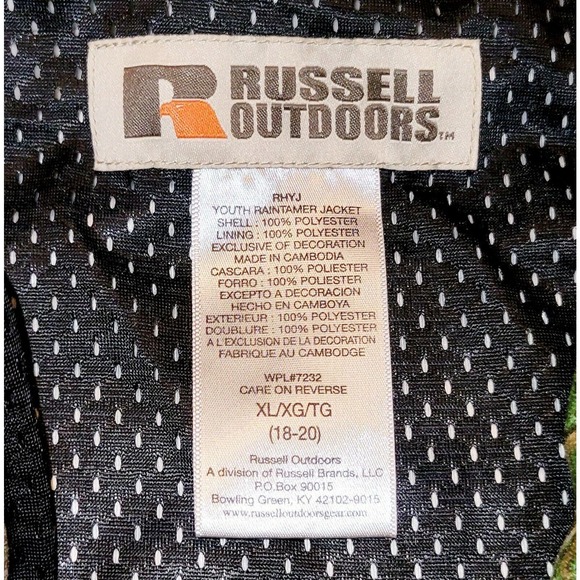 R RUSSELL
OUTDOORS™
RHYJ
YOUTH RAINTAMER JACKET
SHELL : 100% POLYESTER
LINING : 100% POLYESTER
EXCLUSIVE OF DECORATION
MADE IN CAMBODIA
CASCARA : 100% POLIESTER
FORRO : 100% POLIESTER
EXCEPTO A DECORACION
HECHO EN CAMBOYA
EXTERIEUR : 100% POLYESTER
DOUBLURE : 100% POLYESTER
A L'EXCLUSION DE LA DECORATION
FABRIQUE AU CAMBODGE
WPL#7232
CARE ON REVERSE
XL/XG/TG
(18-20)
Russell Outdoors
A division of Russell Brands, LLC
P.O.Box 90015
Bowling Green, KY 42102-9015
www.russelloutdoorsgear.com